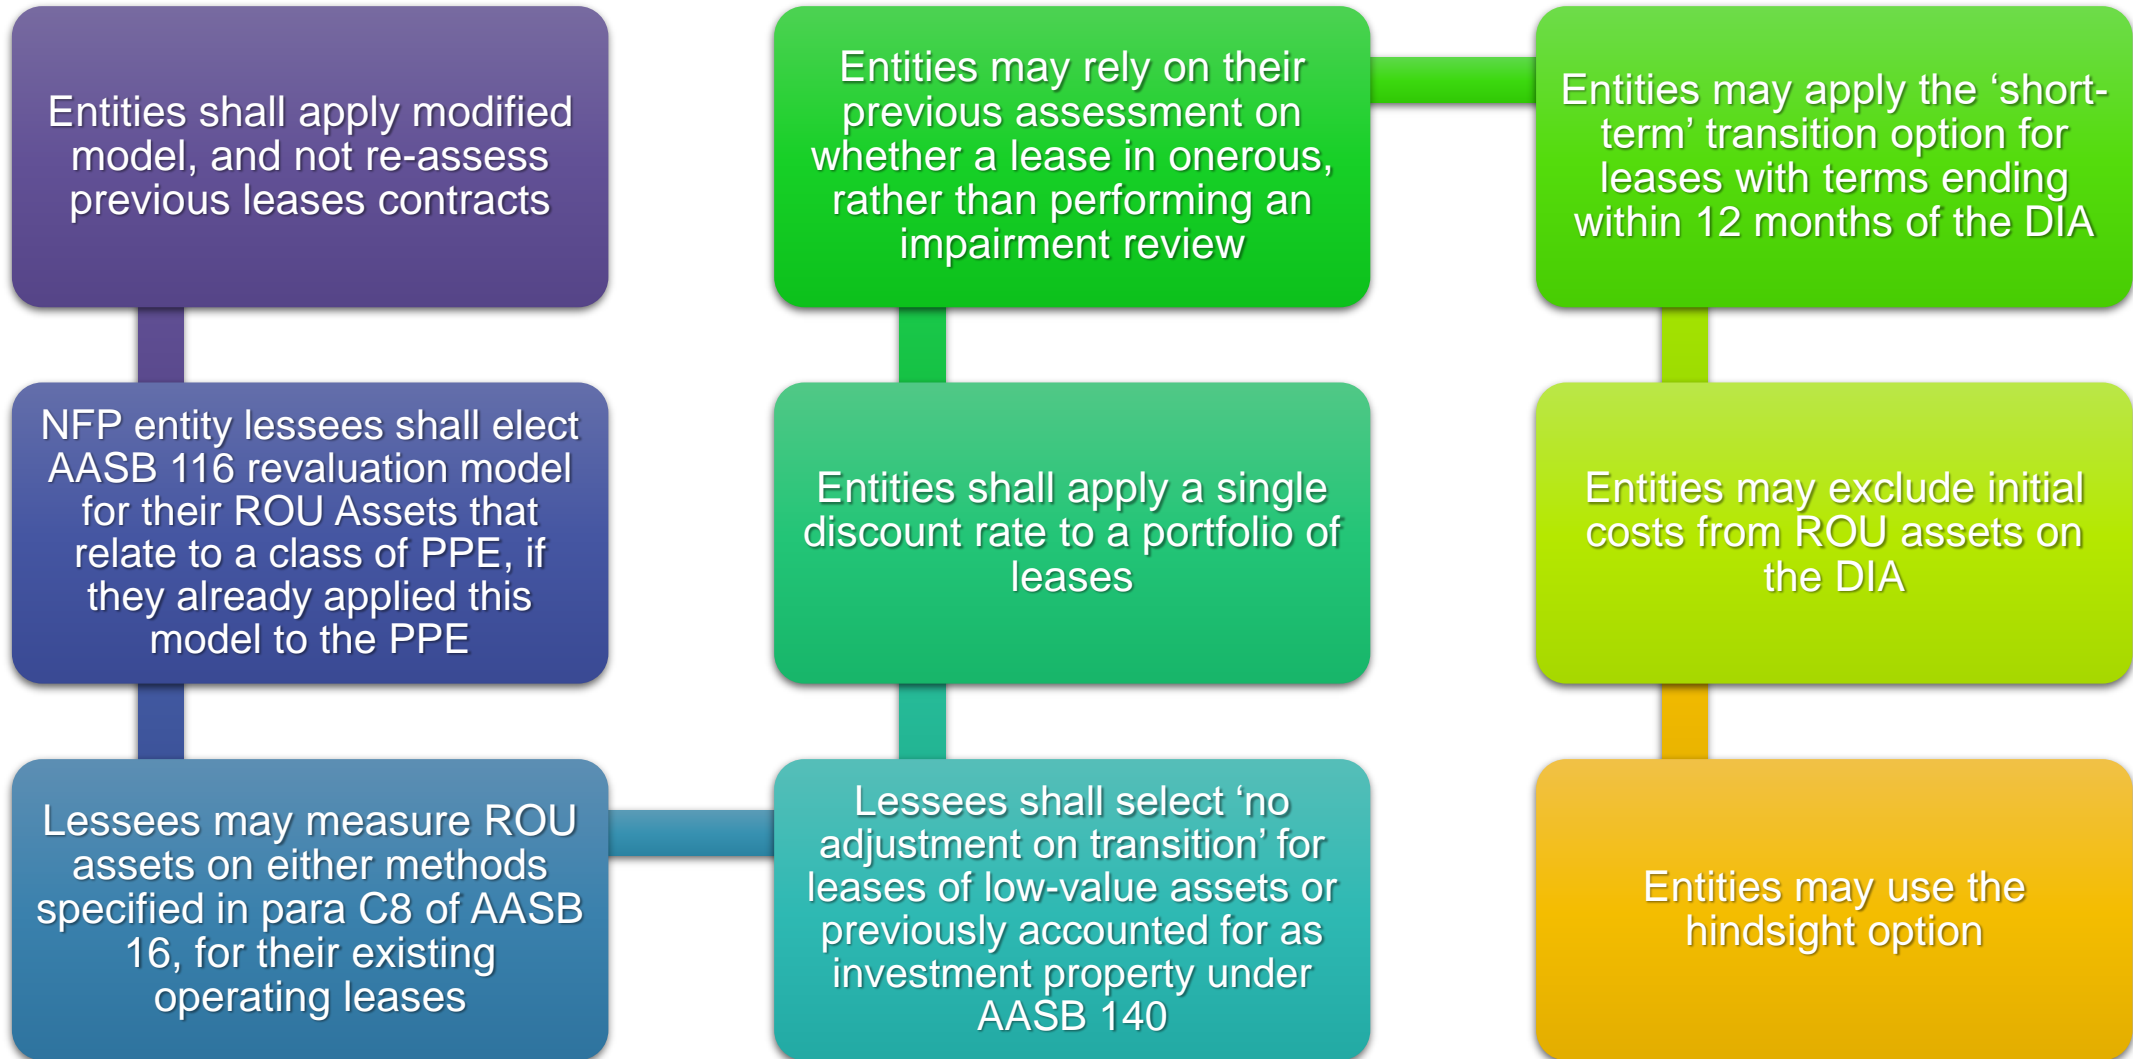 Entities shall apply modified
model, and not re-assess
previous leases contracts
NFP entity lessees shall elect
AASB 116 revaluation model
for their ROU Assets that
relate to a class of PPE, if
they already applied this
model to the PPE
Lessees may measure ROU
assets on either methods
specified in para C8 of AASB
16, for their existing
operating leases
Lessees shall select ‘no
adjustment on transition’ for
leases of low-value assets or
previously accounted for as
investment property under
AASB 140
Entities shall apply a single
discount rate to a portfolio of
leases
Entities may rely on their
previous assessment on
whether a lease in onerous,
rather than performing an
impairment review
Entities may apply the ‘short-
term’ transition option for
leases with terms ending
within 12 months of the DIA
Entities may exclude initial
costs from ROU assets on
the DIA
Entities may use the
hindsight option